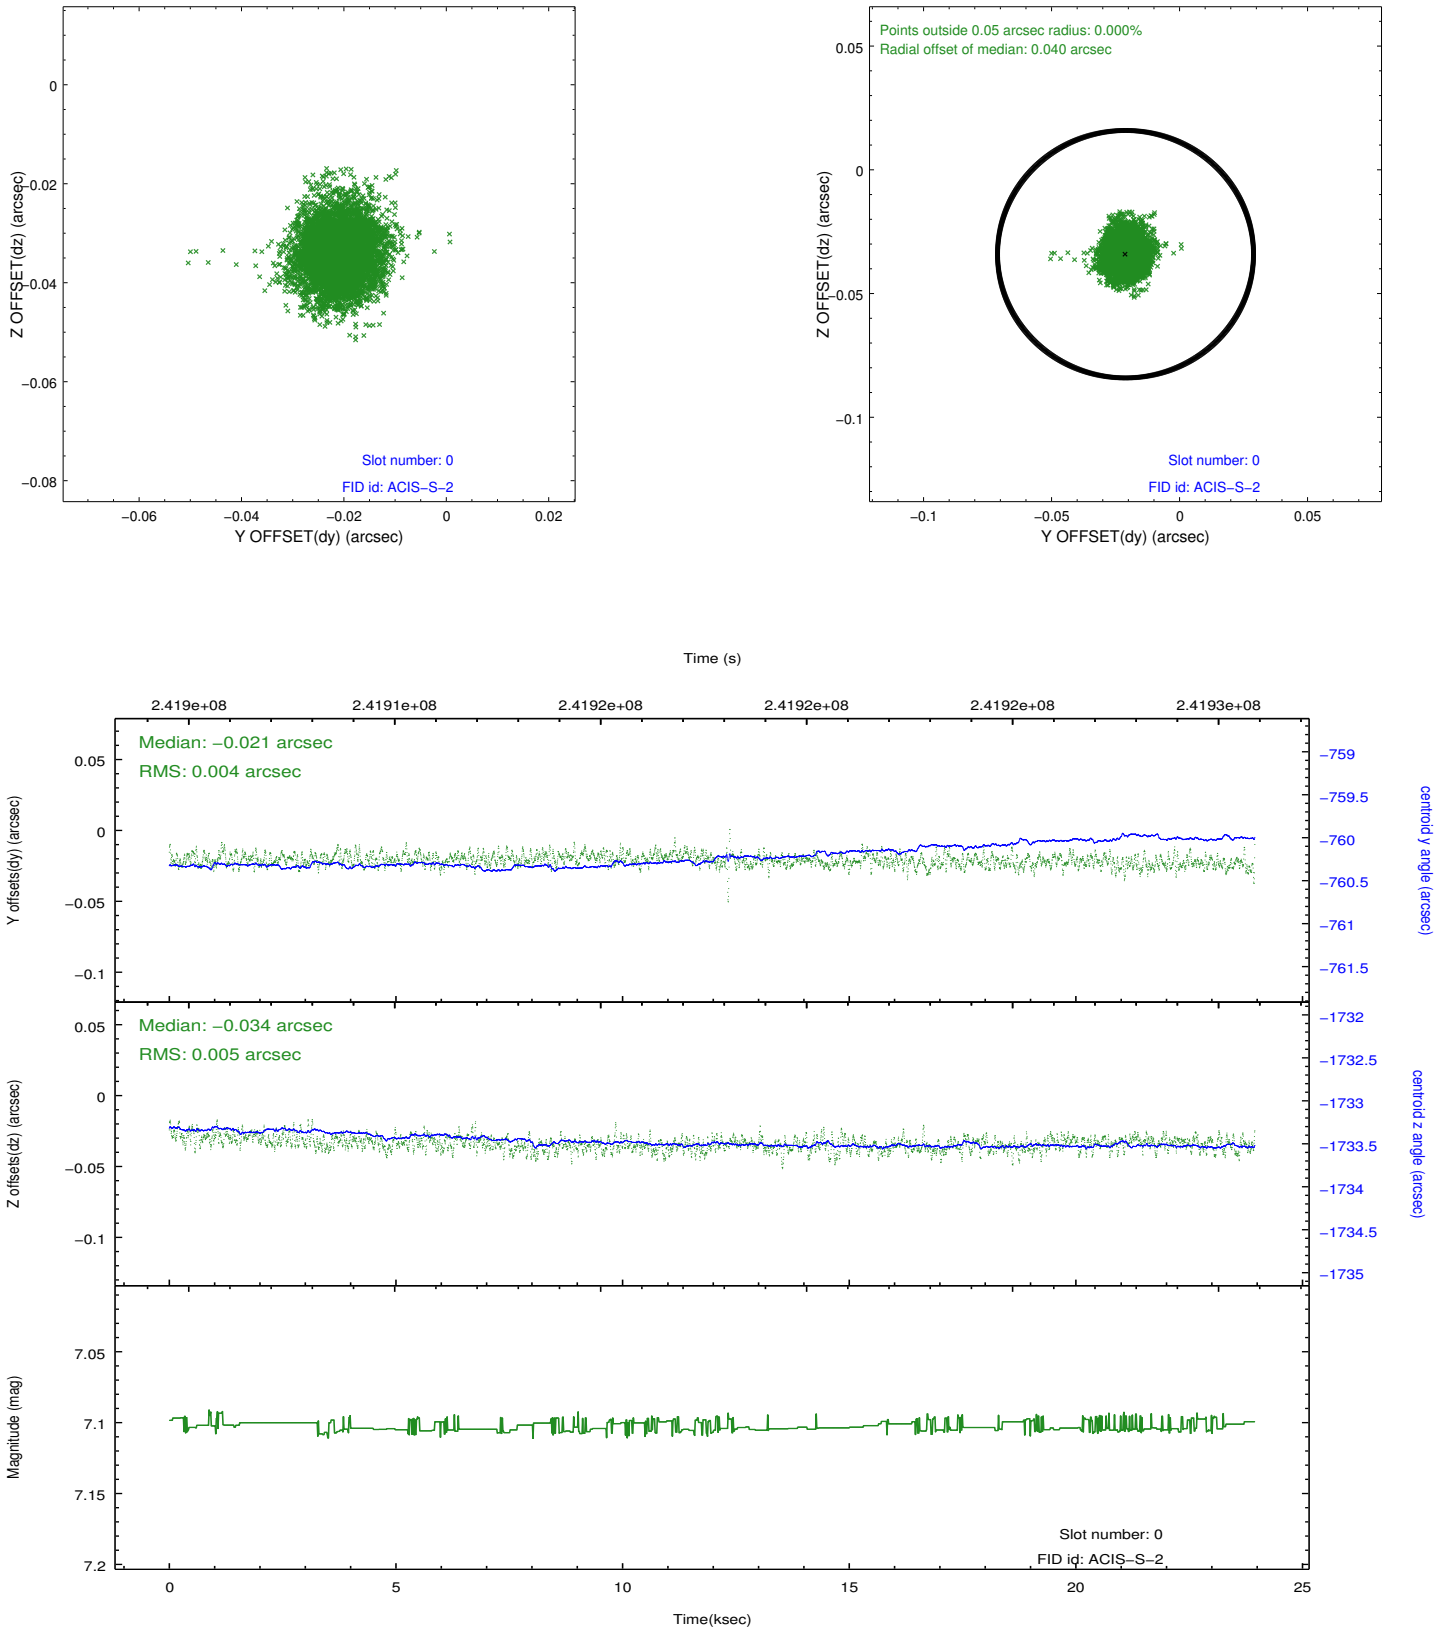 Points outside 0.05 arcsec radius: 0.000%
Radial offset of median: 0.040 arcsec
0
−0.02
−0.04
−0.06
−0.08
Z OFFSET(dz) (arcsec)
Slot number: 0
FID id: ACIS−S−2
−0.06 −0.04 −0.02 0 0.02
Y OFFSET(dy) (arcsec)
0.05
0
−0.05
−0.1
Z OFFSET(dz) (arcsec)
Slot number: 0
FID id: ACIS−S−2
−0.1 −0.05 0 0.05
Y OFFSET(dy) (arcsec)
Time (s)
2.419e+08 2.4191e+08 2.4192e+08 2.4192e+08 2.4192e+08 2.4193e+08
Median: −0.021 arcsec
RMS: 0.004 arcsec
0.05
0
−0.05
−0.1
Y offsets(dy) (arcsec)
−759
−759.5
−760
−760.5
−761
−761.5
centroid y angle (arcsec)
Median: −0.034 arcsec
RMS: 0.005 arcsec
0.05
0
−0.05
−0.1
Z offsets(dz) (arcsec)
−1732
−1732.5
−1733
−1733.5
−1734
−1734.5
−1735
centroid z angle (arcsec)
7.05
7.1
7.15
7.2
Magnitude (mag)
Slot number: 0
FID id: ACIS−S−2
0 5 10 15 20 25
Time(ksec)